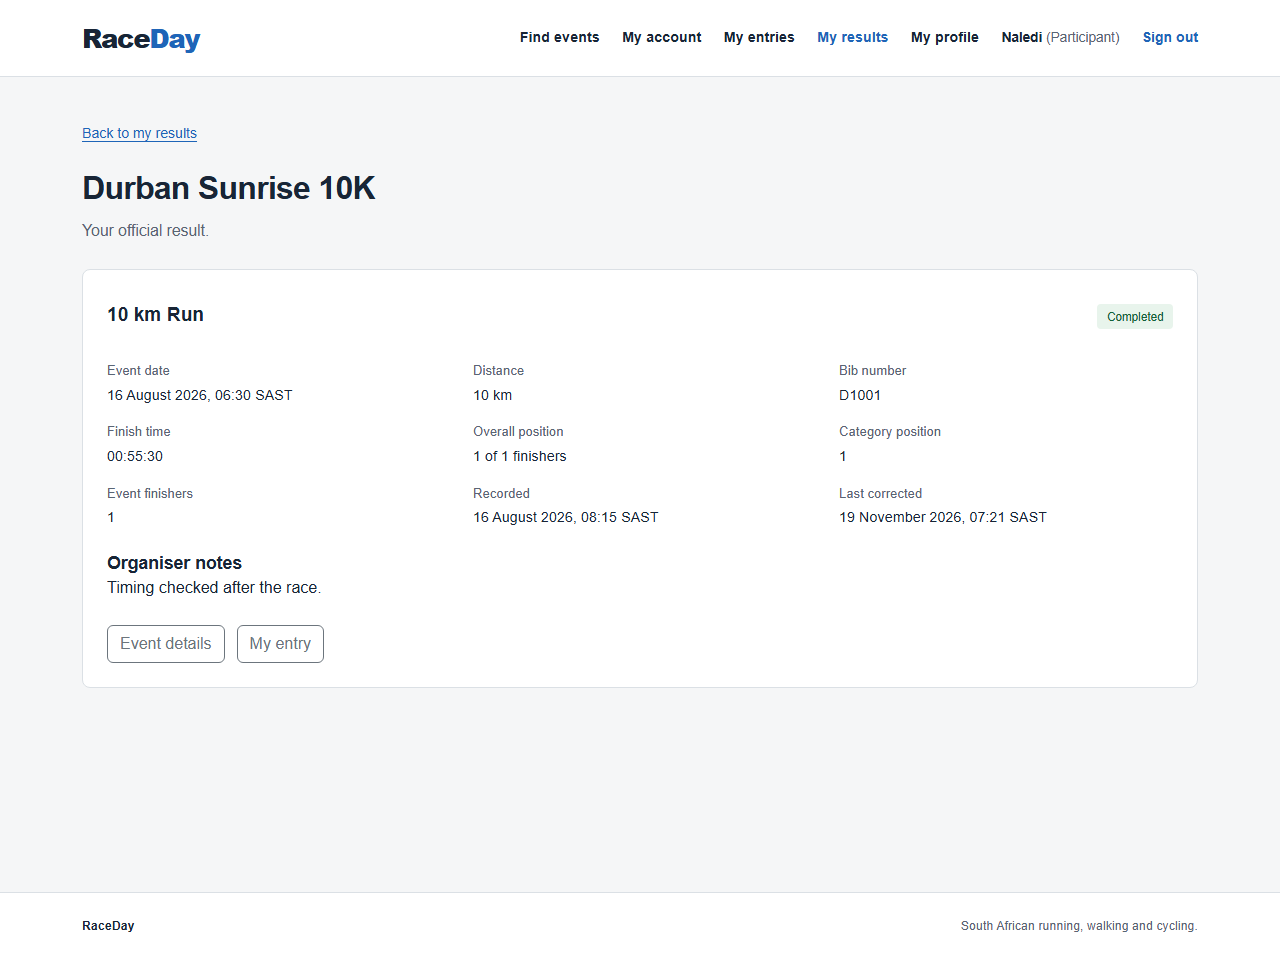 RaceDay
Find events My account My entries My results My profile Naledi (Participant) Sign out
Back to my results
Durban Sunrise 10K
Your official result.
10 km Run
Completed
Event date Distance Bib number
16 August 2026, 06:30 SAST 10 km D1001
Finish time Overall position Category position
00:55:30 1 of 1 finishers 1
Event finishers Recorded Last corrected
1 16 August 2026, 08:15 SAST 19 November 2026, 07:21 SAST
Organiser notes
Timing checked after the race.
Event details My entry
RaceDay South African running, walking and cycling.